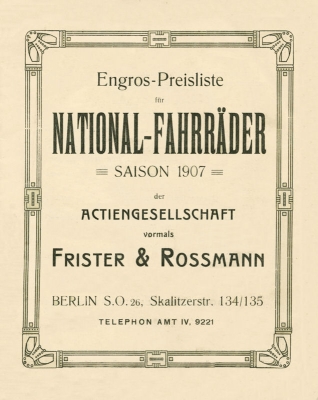 Engros-Preisliste
für
NATIONAL-FAHRRÄDER
SAISON 1907
der
ACTIENGESELLSCHAFT
vormals
FRISTER & ROSSMANN
BERLIN S.O. 26, Skalitzerstr. 134/135
TELEPHON AMT IV, 9221